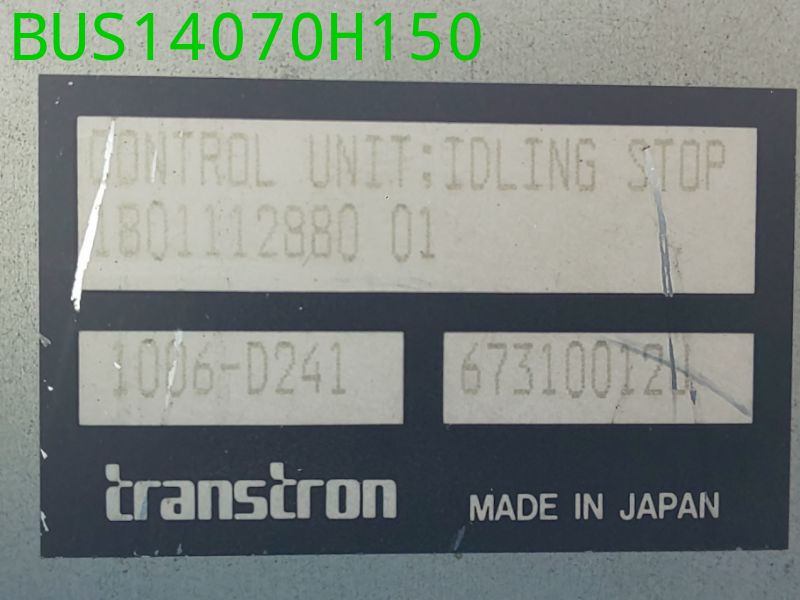 BUS14070H150
CONTROL UNIT;IDLING STOP
1801112880 01
1006-D241
67310012U
transtron
MADE IN JAPAN